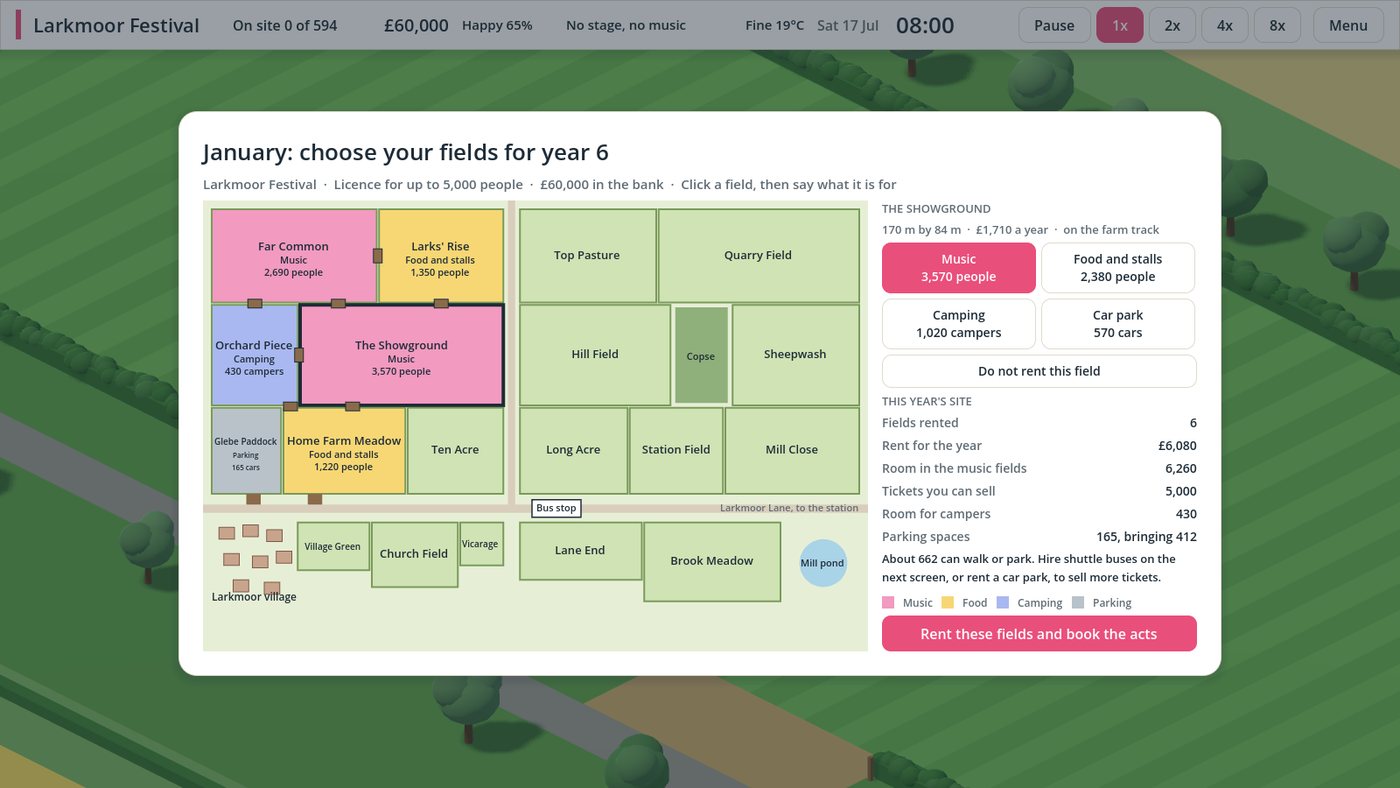 Larkmoor Festival
On site 0 of 594
£60,000
Happy 65%
No stage, no music
Fine 19°C
Sat 17 Jul
08:00
Pause
1x
2x
4x
8x
Menu
January: choose your fields for year 6
Larkmoor Festival · Licence for up to 5,000 people · £60,000 in the bank · Click a field, then say what it is for
Far Common
Music
2,690 people
Larks' Rise
Food and stalls
1,350 people
Top Pasture
Quarry Field
Orchard Piece
Camping
430 campers
The Showground
Music
3,570 people
Hill Field
Copse
Sheepwash
Glebe Paddock
Parking
165 cars
Home Farm Meadow
Food and stalls
1,220 people
Ten Acre
Long Acre
Station Field
Mill Close
Bus stop
Larkmoor Lane, to the station
Village Green
Church Field
Vicarage
Lane End
Brook Meadow
Mill pond
Larkmoor village
THE SHOWGROUND
170 m by 84 m · £1,710 a year · on the farm track
Music
3,570 people
Food and stalls
2,380 people
Camping
1,020 campers
Car park
570 cars
Do not rent this field
THIS YEAR'S SITE
Fields rented 6
Rent for the year £6,080
Room in the music fields 6,260
Tickets you can sell 5,000
Room for campers 430
Parking spaces 165, bringing 412
About 662 can walk or park. Hire shuttle buses on the
next screen, or rent a car park, to sell more tickets.
Music Food Camping Parking
Rent these fields and book the acts